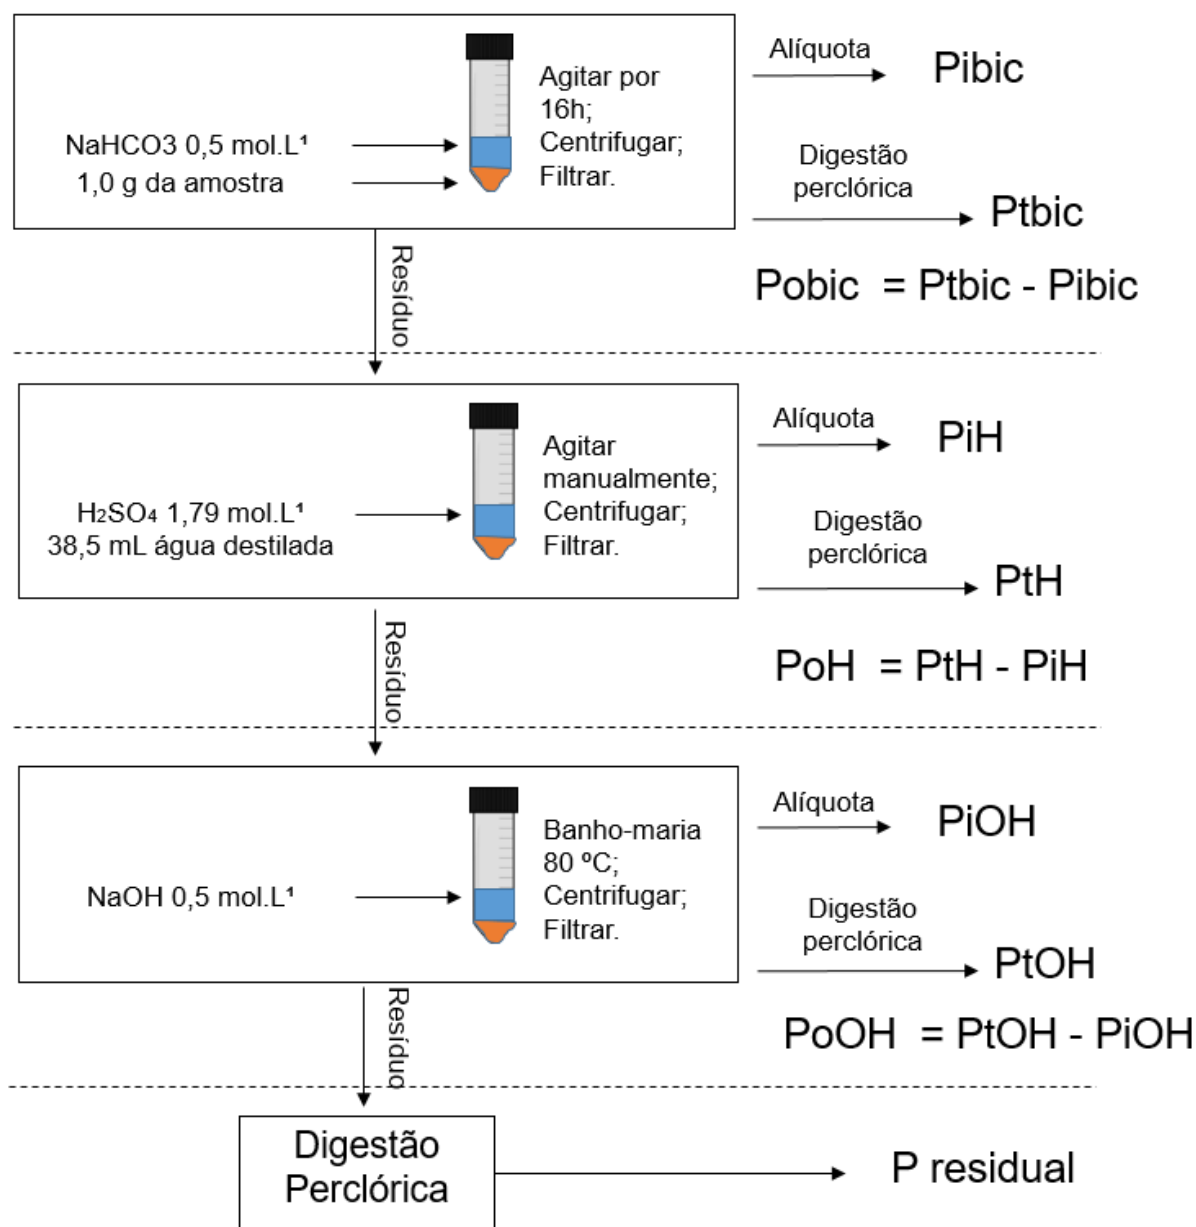 NaHCO3 0,5 mol.L¹
1,0 g da amostra
Agitar por
16h;
Centrifugar;
Filtrar.
Alíquota
Pibic
Digestão
perclórica
Ptbic
Pobic = Ptbic - Pibic
Resíduo
H₂SO₄ 1,79 mol.L¹
38,5 mL água destilada
Agitar
manualmente;
Centrifugar;
Filtrar.
Alíquota
PiH
Digestão
perclórica
PtH
PoH = PtH - PiH
Resíduo
NaOH 0,5 mol.L¹
Banho-maria
80 ºC;
Centrifugar;
Filtrar.
Alíquota
PiOH
Digestão
perclórica
PtOH
PoOH = PtOH - PiOH
Resíduo
Digestão
Perclórica
P residual